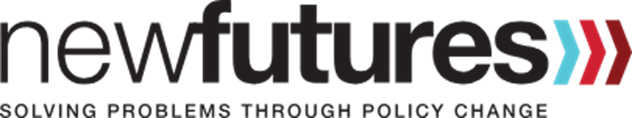 newfutures
SOLVING PROBLEMS THROUGH POLICY CHANGE